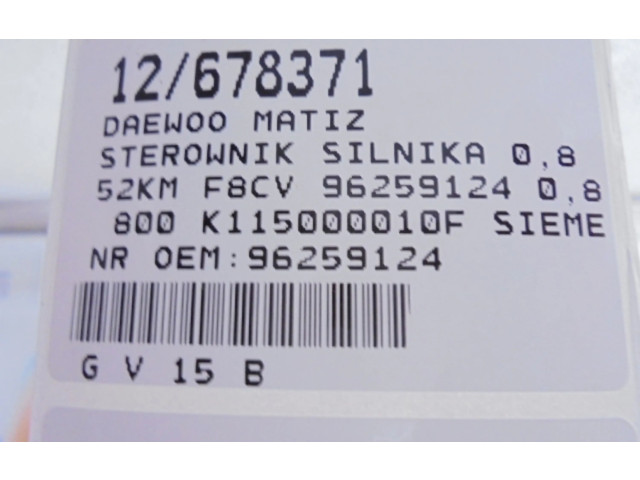 12/678371
DAEWOO MATIZ
STEROWNIK SILNIKA 0,8
52KM F8CV 96259124 0,8
800 K115000010F SIEME
NR OEM:96259124
G V 15 B